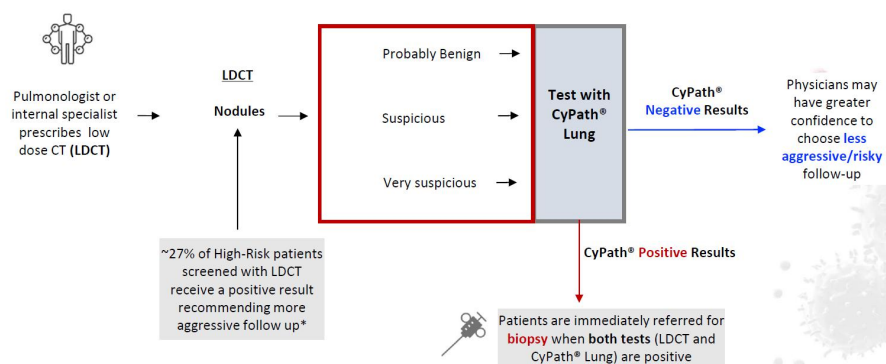 Pulmonologist or
internal specialist
prescribes low
dose CT (LDCT)
LDCT
Nodules
~27% of High-Risk patients
screened with LDCT
receive a positive result
recommending more
aggressive follow up*
Probably Benign
Suspicious
Very suspicious
Test with
CyPath®
Lung
CyPath®
Negative Results
Physicians may
have greater
confidence to
choose less
aggressive/risky
follow-up
CyPath® Positive Results
Patients are immediately referred for
biopsy when both tests (LDCT and
CyPath® Lung) are positive